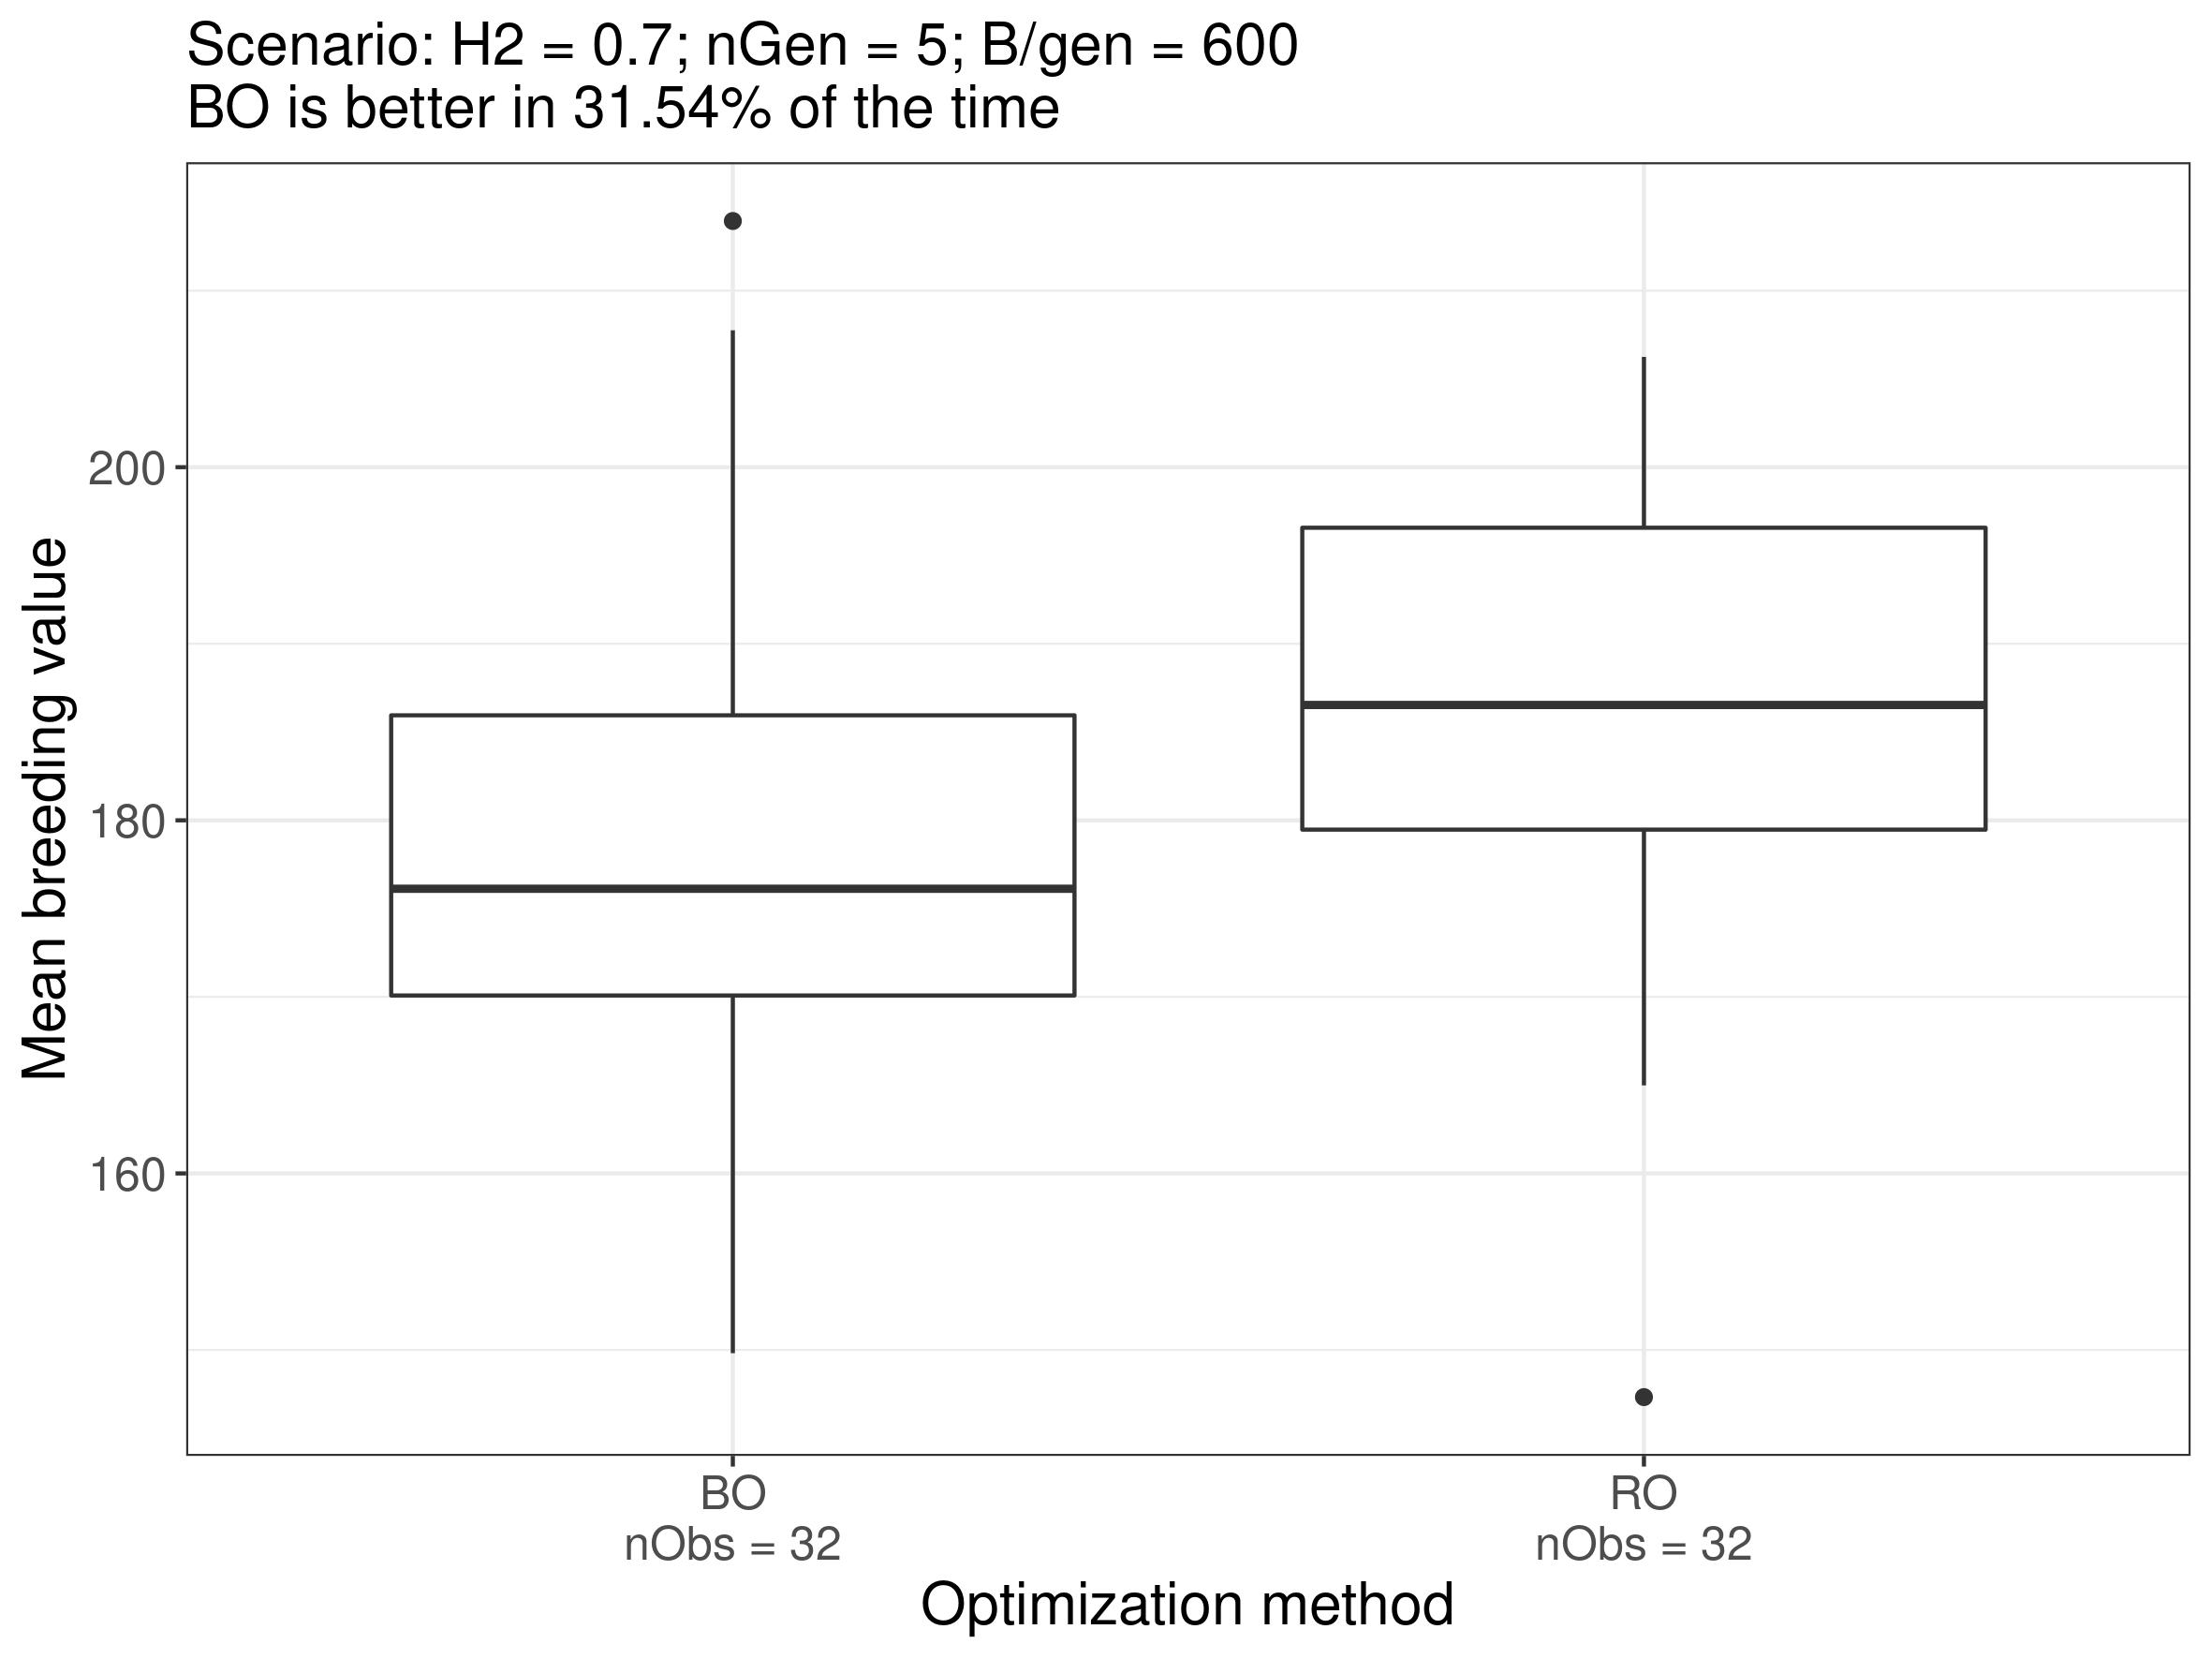 Scenario: H2 = 0.7; nGen = 5; B/gen = 600
BO is better in 31.54% of the time
Mean breeding value
200
180
160
BO
nObs = 32
RO
nObs = 32
Optimization method